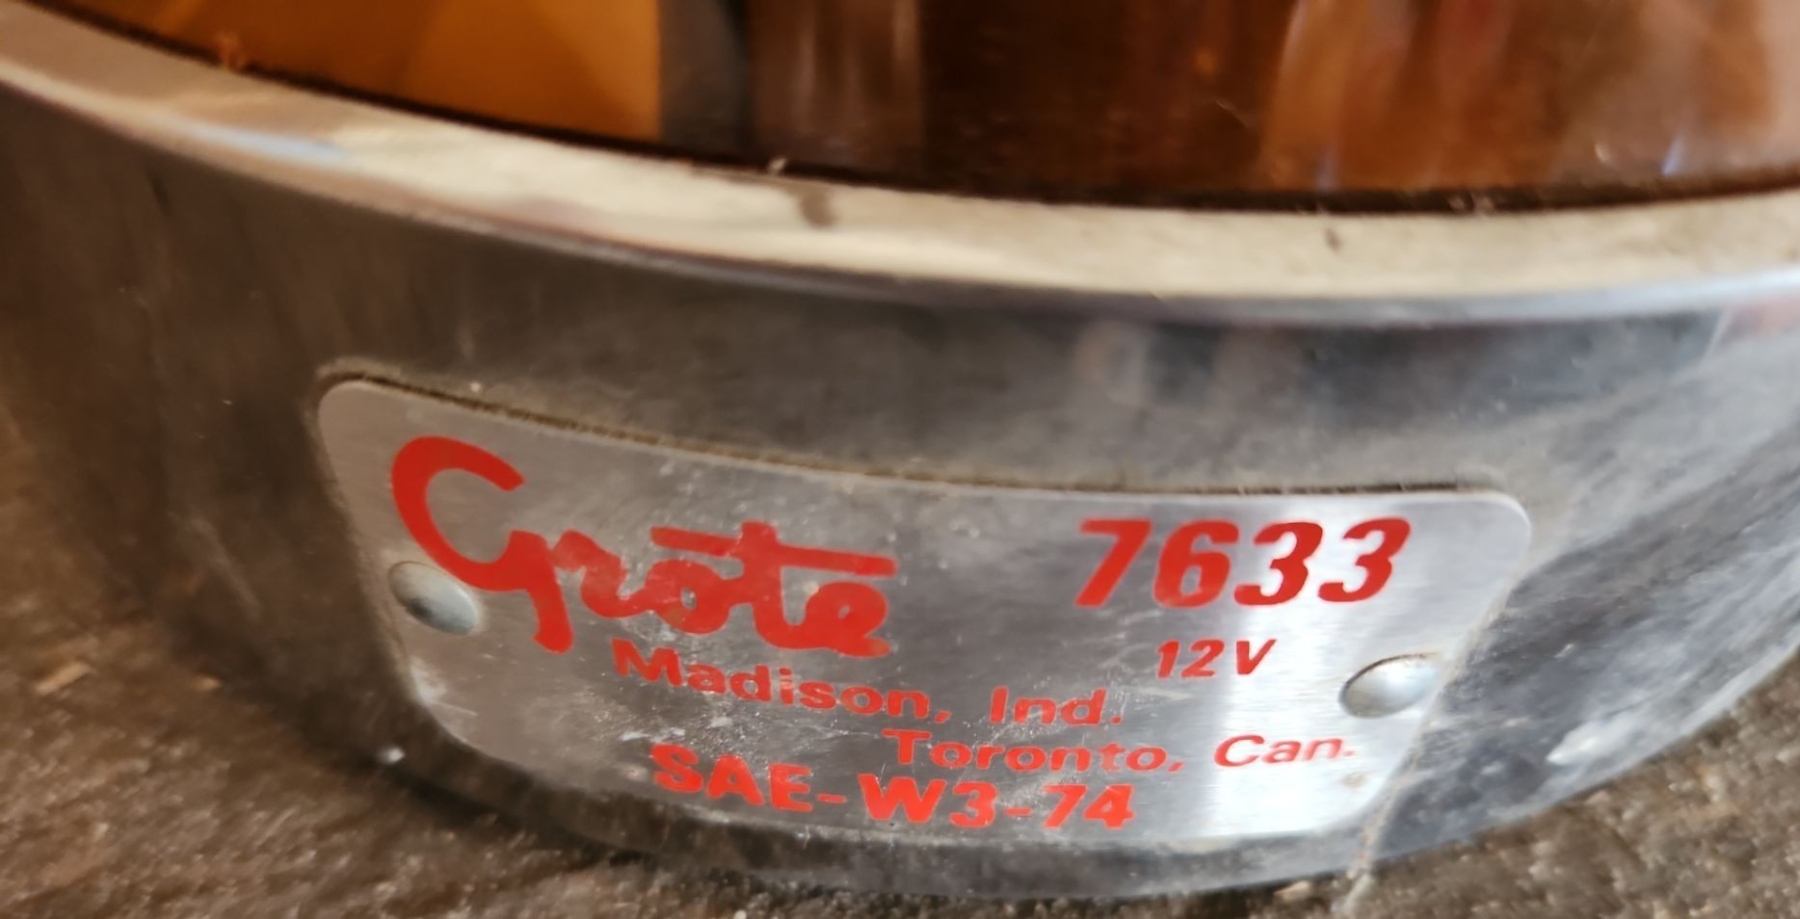 Grote 7633
12V
Madison, Ind.
Toronto, Can.
SAE-W3-74